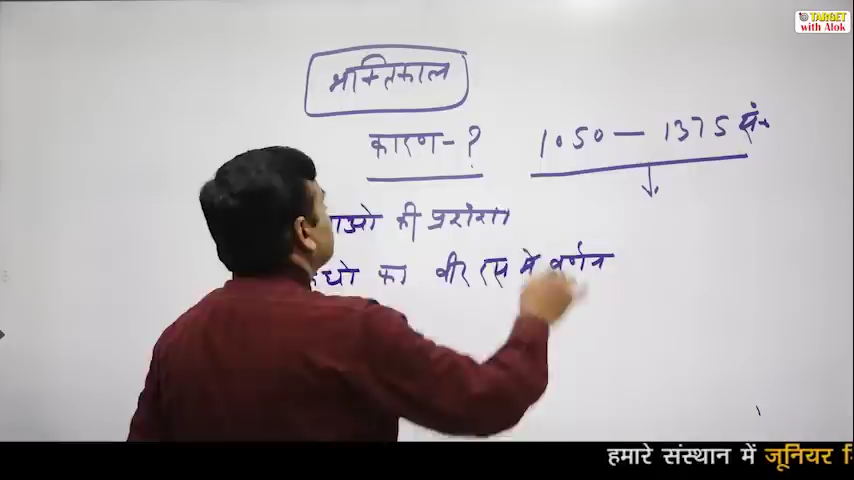 TARGET
with Alok
भक्तिकाल
कारण - ?
1050 — 1375 सं.
की प्रशंसा
का वीर रस मे वर्णन
हमारे संस्थान में जूनियर